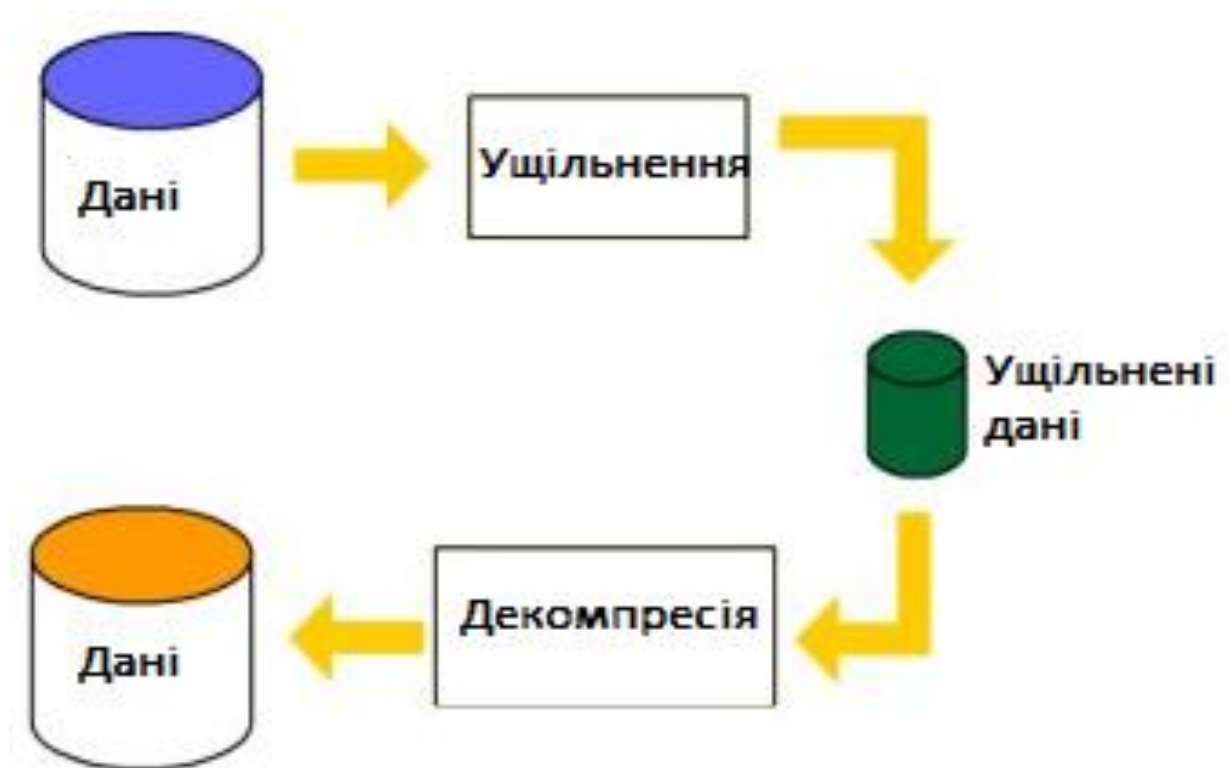 Дані
Ущільнення
Ущільнені
дані
Декомпресія
Дані